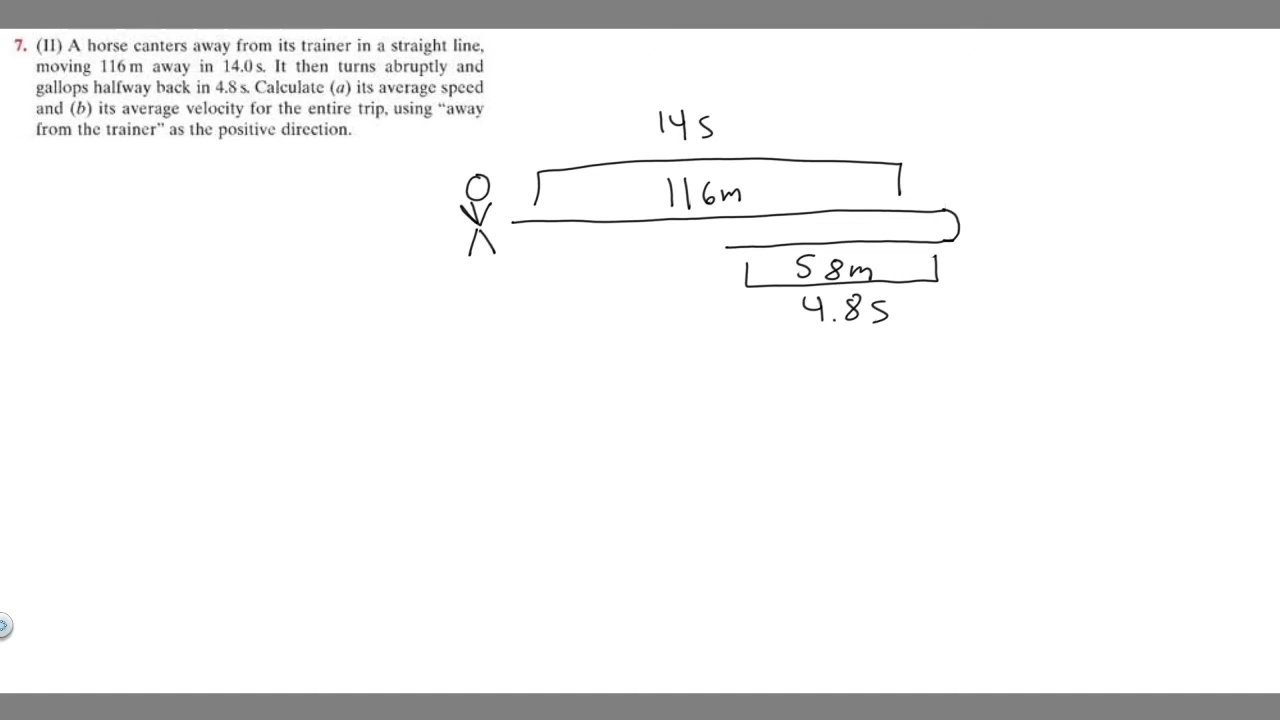 7. (II) A horse canters away from its trainer in a straight line,
moving 116 m away in 14.0 s. It then turns abruptly and
gallops halfway back in 4.8 s. Calculate (a) its average speed
and (b) its average velocity for the entire trip, using “away
from the trainer” as the positive direction.
14 s
116m
58m
4.8s